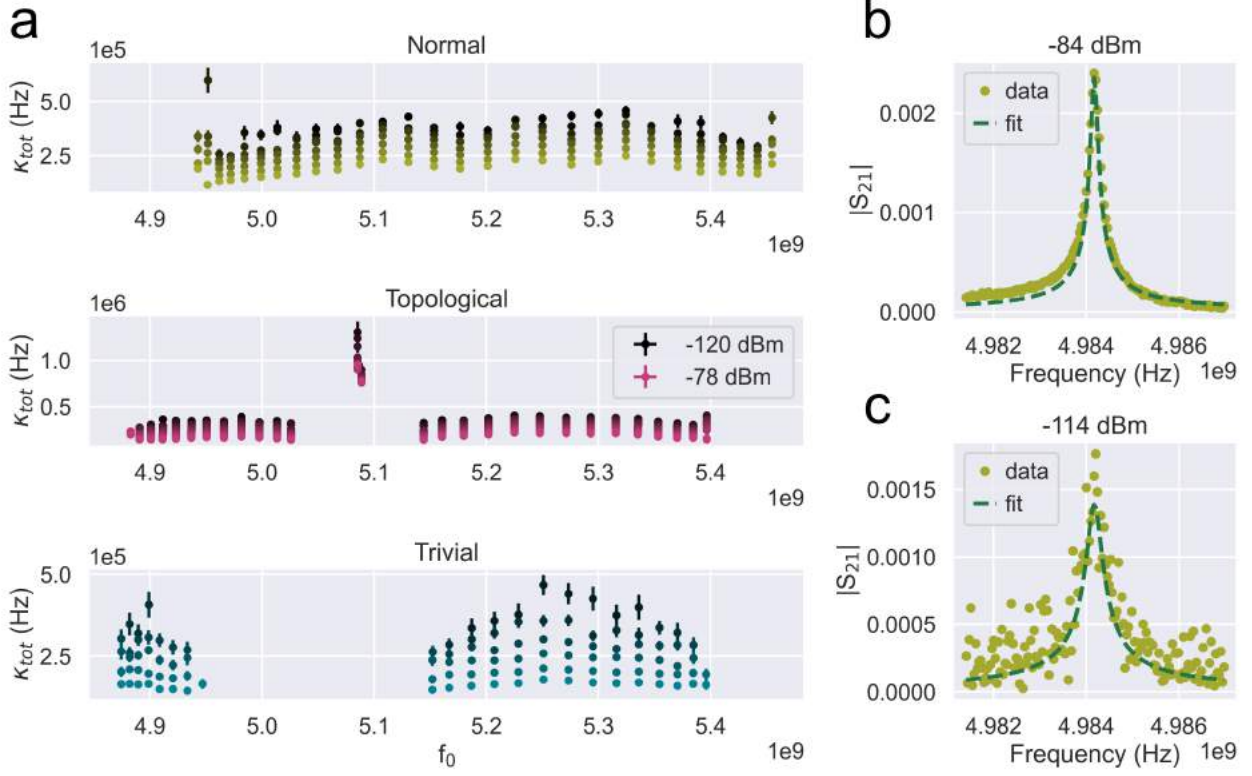 a
Normal
1e5
κtot (Hz)
5.0
2.5
4.9 5.0 5.1 5.2 5.3 5.4
1e9
Topological
1e6
κtot (Hz)
1.0
0.5
-120 dBm
-78 dBm
4.9 5.0 5.1 5.2 5.3 5.4
1e9
Trivial
1e5
κtot (Hz)
5.0
2.5
4.9 5.0 5.1 5.2 5.3 5.4
f0
1e9
b
-84 dBm
data
fit
|S21|
0.002
0.001
0.000
4.982 4.984 4.986
Frequency (Hz) 1e9
c
-114 dBm
data
fit
|S21|
0.0015
0.0010
0.0005
0.0000
4.982 4.984 4.986
Frequency (Hz) 1e9